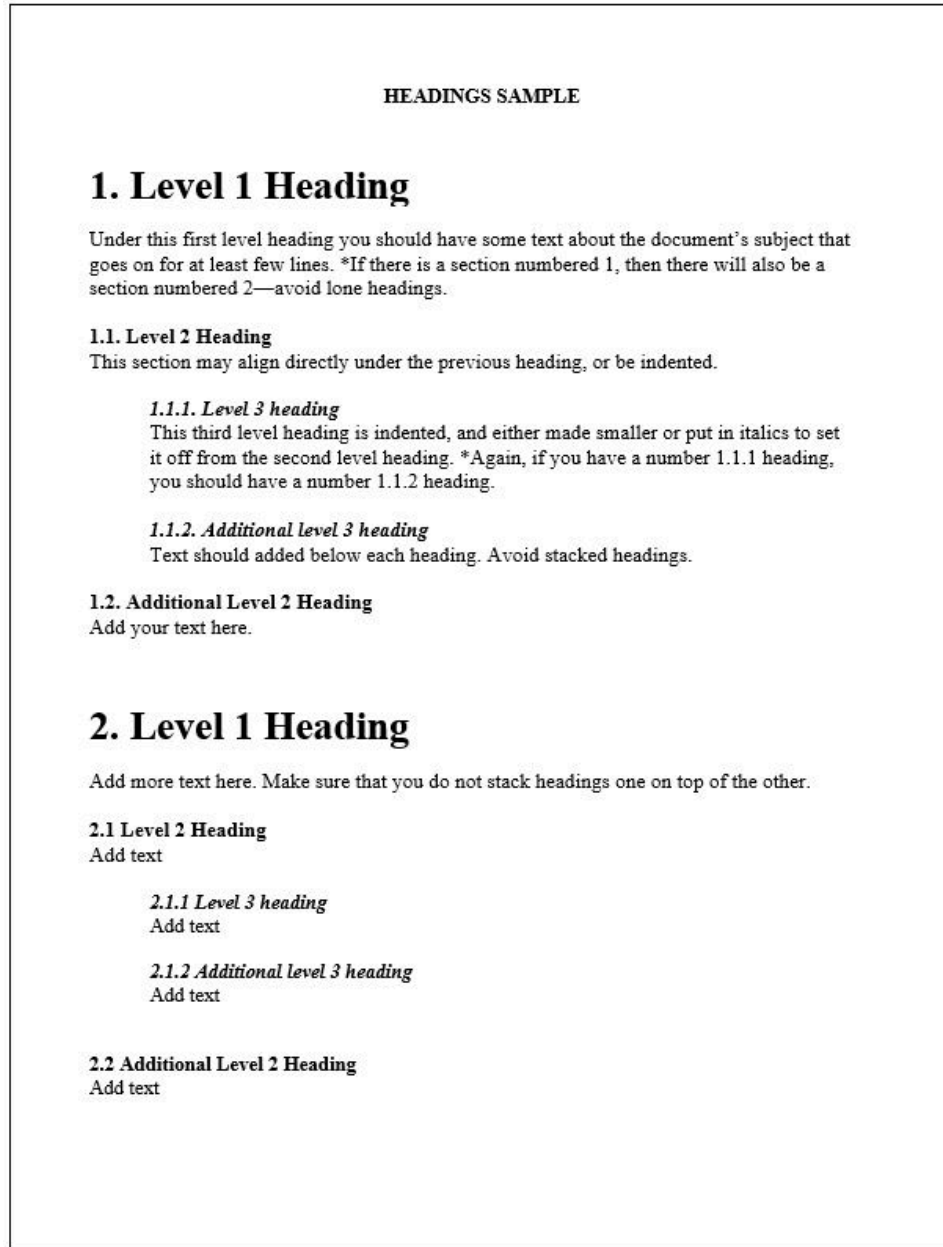 HEADINGS SAMPLE
1. Level 1 Heading
Under this first level heading you should have some text about the document's subject that
goes on for at least few lines. *If there is a section numbered 1, then there will also be a
section numbered 2—avoid lone headings.
1.1. Level 2 Heading
This section may align directly under the previous heading, or be indented.
1.1.1. Level 3 heading
This third level heading is indented, and either made smaller or put in italics to set
it off from the second level heading. *Again, if you have a number 1.1.1 heading,
you should have a number 1.1.2 heading.
1.1.2. Additional level 3 heading
Text should added below each heading. Avoid stacked headings.
1.2. Additional Level 2 Heading
Add your text here.
2. Level 1 Heading
Add more text here. Make sure that you do not stack headings one on top of the other.
2.1 Level 2 Heading
Add text
2.1.1 Level 3 heading
Add text
2.1.2 Additional level 3 heading
Add text
2.2 Additional Level 2 Heading
Add text